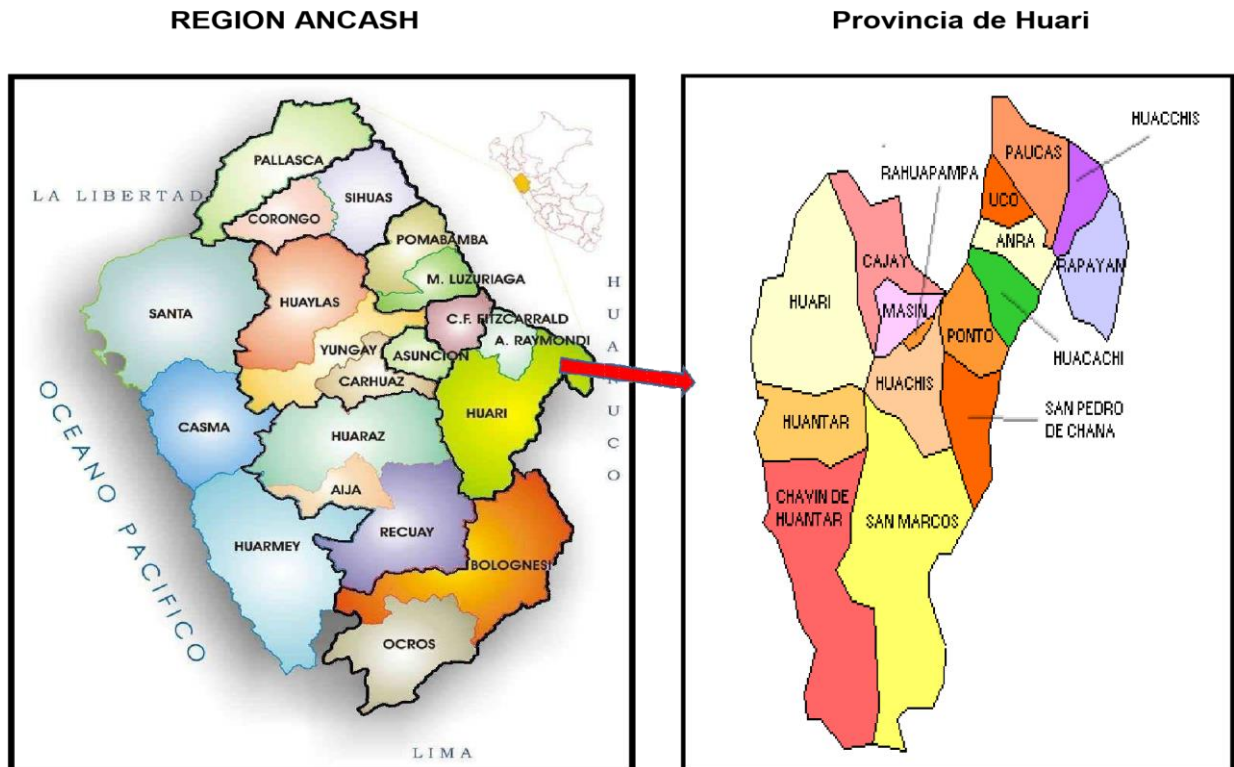 REGION ANCASH
Provincia de Huari
PALLASCA
LA LIBERTAD
SIHUAS
CORONGO
POMABAMBA
M. LUZURIAGA
HUAYLAS
SANTA
C.F. FITZCARRALD
A. RAYMONDI
YUNGAY
ASUNCION
CARHUAZ
HUARI
CASMA
HUARAZ
AIJA
RECUAY
HUARMEY
BOLOGNESI
OCROS
OCEANO PACIFICO
HUANUCO
LIMA
HUACCHIS
PAUCAS
RAHUAPAMPA
UCO
ANRA
CAJAY
RAPAYAN
HUARI
MASIN
PONTO
HUACACHI
HUACHIS
SAN PEDRO
DE CHANA
HUANTAR
CHAVIN DE
HUANTAR
SAN MARCOS